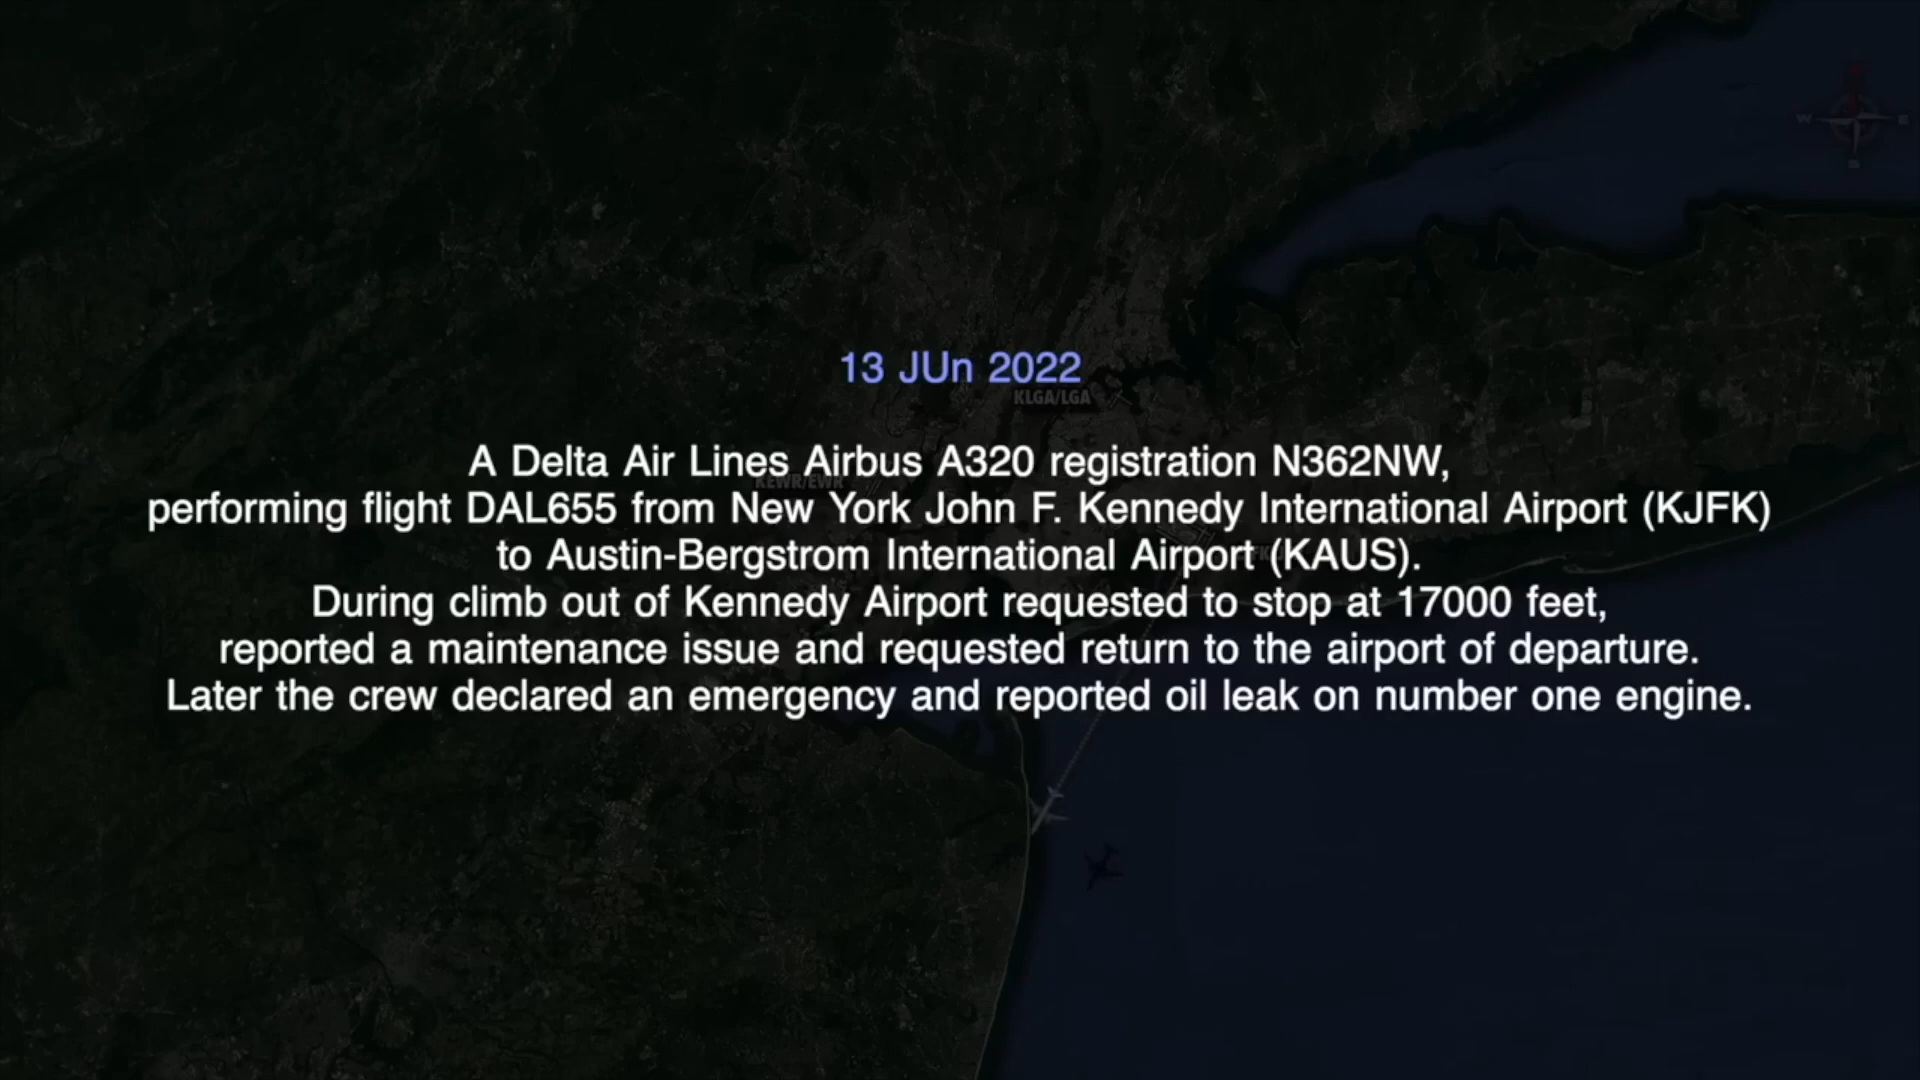 13 JUn 2022
KLGA/LGA
A Delta Air Lines Airbus A320 registration N362NW,
KEWR/EWR
performing flight DAL655 from New York John F. Kennedy International Airport (KJFK)
to Austin-Bergstrom International Airport (KAUS).
During climb out of Kennedy Airport requested to stop at 17000 feet,
reported a maintenance issue and requested return to the airport of departure.
Later the crew declared an emergency and reported oil leak on number one engine.